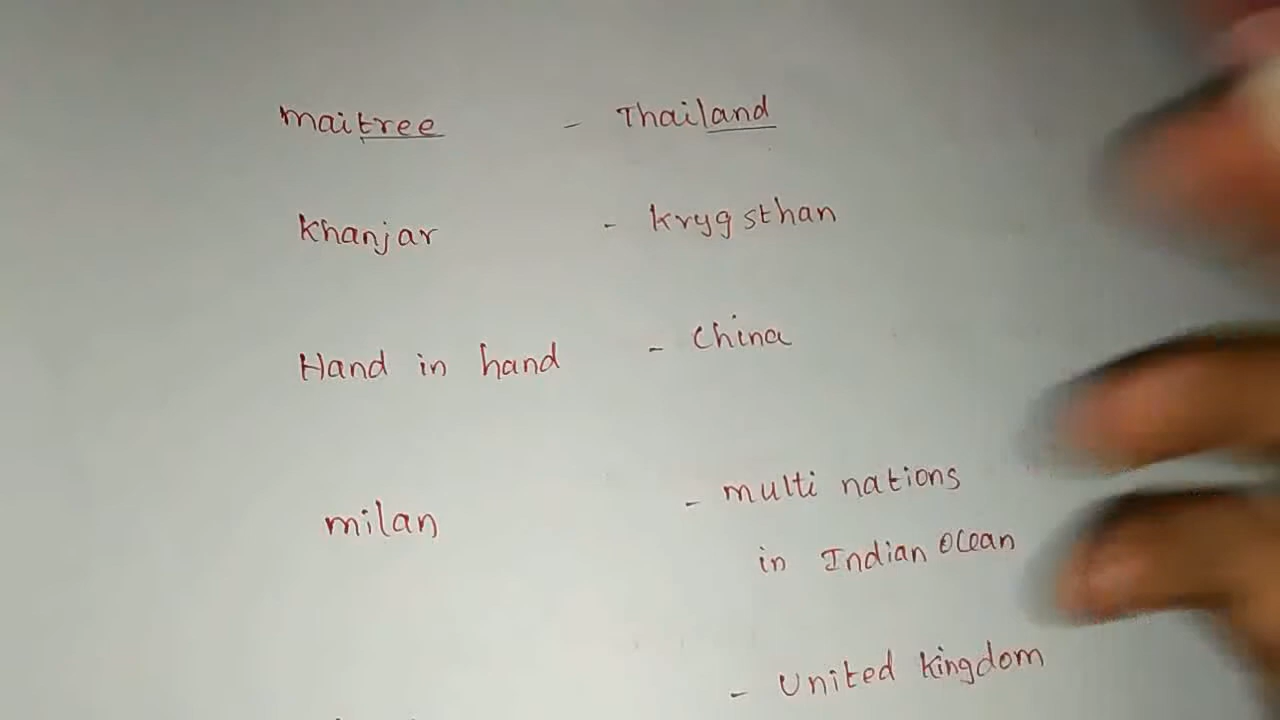 Maitree - Thailand
Khanjar - Krygsthan
Hand in hand - China
milan - multi nations
in Indian Ocean
- United kingdom